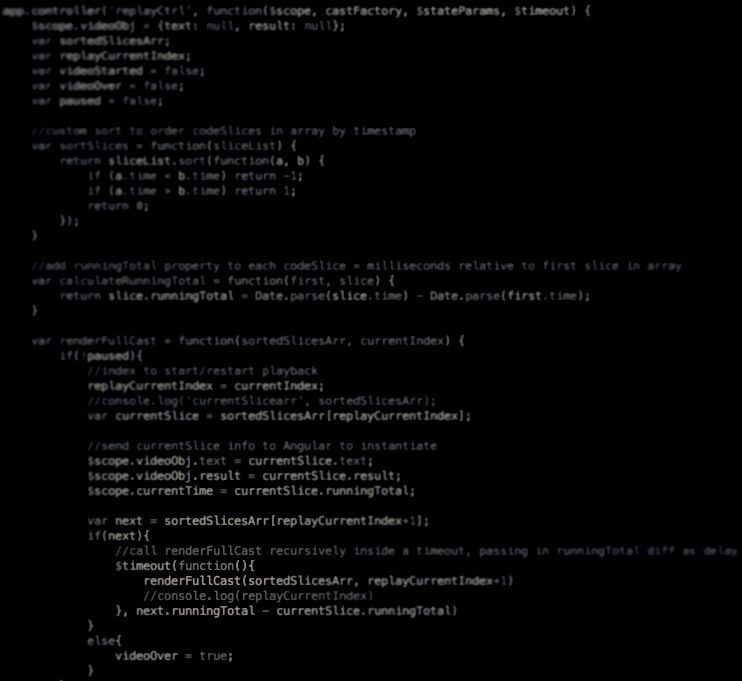 app.controller('replayCtrl', function($scope, castFactory, $stateParams, $timeout) {
    $scope.videoObj = {text: null, result: null};
    var sortedSlicesArr;
    var replayCurrentIndex;
    var videoStarted = false;
    var videoOver = false;
    var paused = false;

    //custom sort to order codeSlices in array by timestamp
    var sortSlices = function(sliceList) {
        return sliceList.sort(function(a, b) {
            if (a.time < b.time) return -1;
            if (a.time > b.time) return 1;
            return 0;
        });
    }

    //add runningTotal property to each codeSlice = milliseconds relative to first slice in array
    var calculateRunningTotal = function(first, slice) {
        return slice.runningTotal = Date.parse(slice.time) - Date.parse(first.time);
    }

    var renderFullCast = function(sortedSlicesArr, currentIndex) {
        if(!paused){
            //index to start/restart playback
            replayCurrentIndex = currentIndex;
            //console.log('currentSlicearr', sortedSlicesArr);
            var currentSlice = sortedSlicesArr[replayCurrentIndex];

            //send currentSlice info to Angular to instantiate
            $scope.videoObj.text = currentSlice.text;
            $scope.videoObj.result = currentSlice.result;
            $scope.currentTime = currentSlice.runningTotal;

            var next = sortedSlicesArr[replayCurrentIndex+1];
            if(next){
                //call renderFullCast recursively inside a timeout, passing in runningTotal diff as delay
                $timeout(function(){
                    renderFullCast(sortedSlicesArr, replayCurrentIndex+1)
                    //console.log(replayCurrentIndex)
                }, next.runningTotal - currentSlice.runningTotal)
            }
            else{
                videoOver = true;
            }